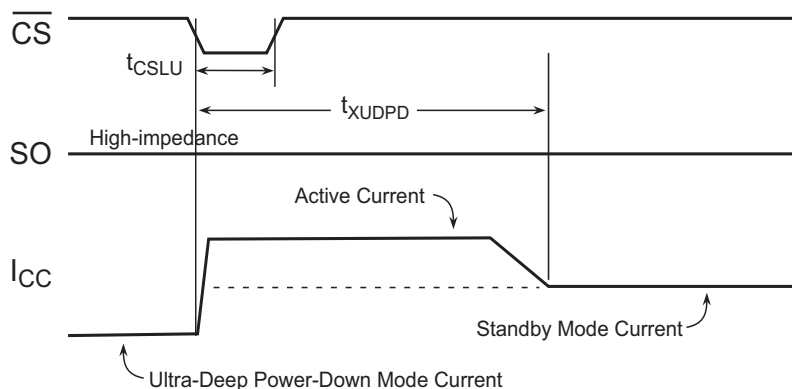 CS
tCSLU
tXUDPD
High-impedance
SO
Active Current
ICC
Standby Mode Current
Ultra-Deep Power-Down Mode Current